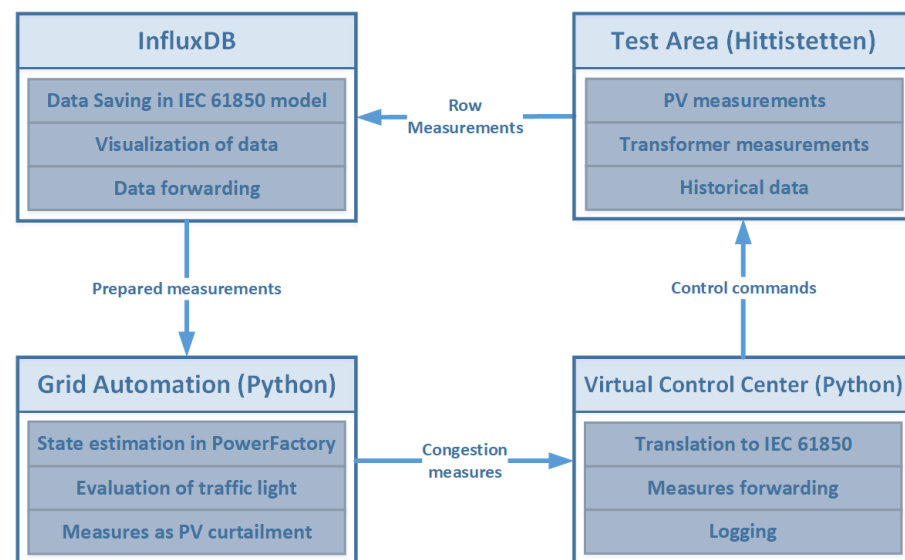 InfluxDB
Data Saving in IEC 61850 model
Visualization of data
Data forwarding
Row
Measurements
Test Area (Hittistetten)
PV measurements
Transformer measurements
Historical data
Prepared measurements
Control commands
Grid Automation (Python)
State estimation in PowerFactory
Evaluation of traffic light
Measures as PV curtailment
Congestion
measures
Virtual Control Center (Python)
Translation to IEC 61850
Measures forwarding
Logging